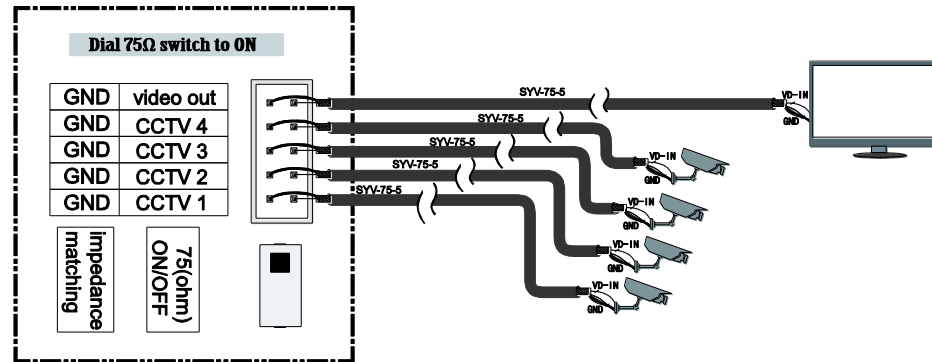 Dial 75Ω switch to ON
GND video out
GND CCTV 4
GND CCTV 3
GND CCTV 2
GND CCTV 1
impedance
matching
75(ohm)
ON/OFF
SYV-75-5
SYV-75-5
SYV-75-5
SYV-75-5
SYV-75-5
VD-IN
GND
VD-IN
GND
VD-IN
GND
VD-IN
GND
VD-IN
GND